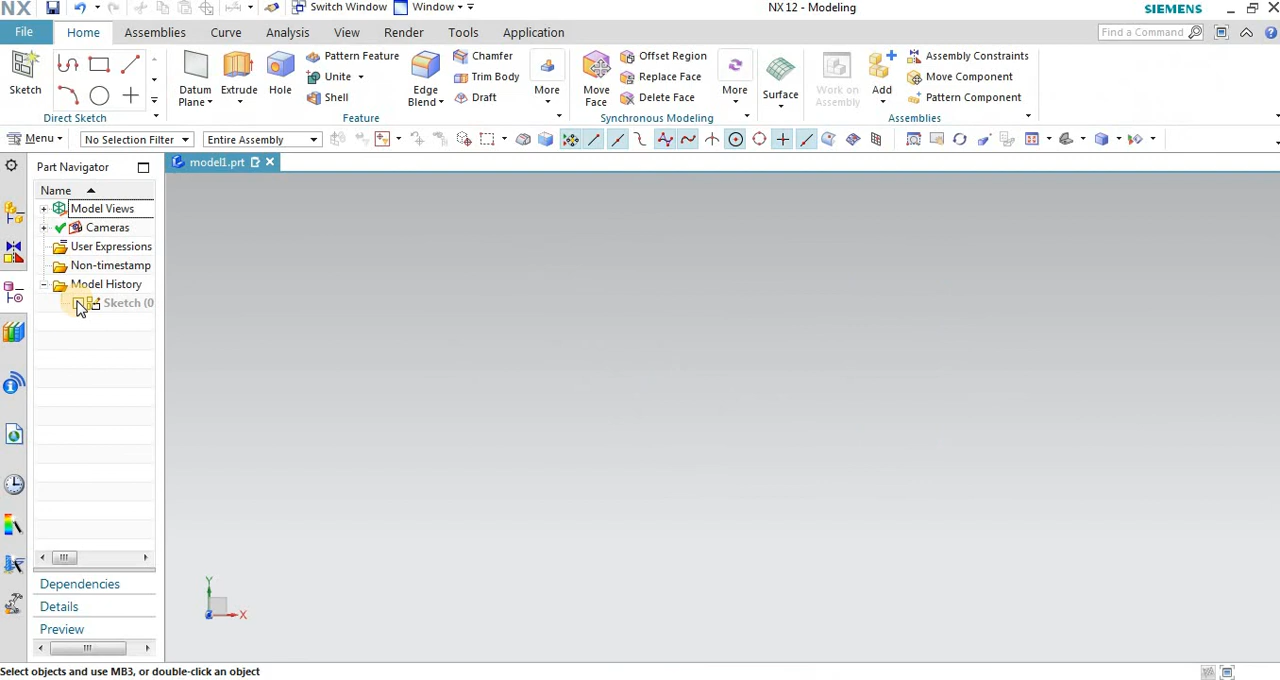 NX Switch Window Window NX 12 - Modeling SIEMENS
File Home Assemblies Curve Analysis View Render Tools Application Find a Command
Sketch Direct Sketch
Datum Plane Extrude Hole Pattern Feature Unite Shell Edge Blend Chamfer Trim Body Draft More Feature
Move Face Offset Region Replace Face Delete Face More Synchronous Modeling
Surface
Work on Assembly Add Assembly Constraints Move Component Pattern Component Assemblies
Menu No Selection Filter Entire Assembly
Part Navigator model1.prt
Name
Model Views
Cameras
User Expressions
Non-timestamp
Model History
Sketch (0
Dependencies
Details
Preview
Y
X
Select objects and use MB3, or double-click an object